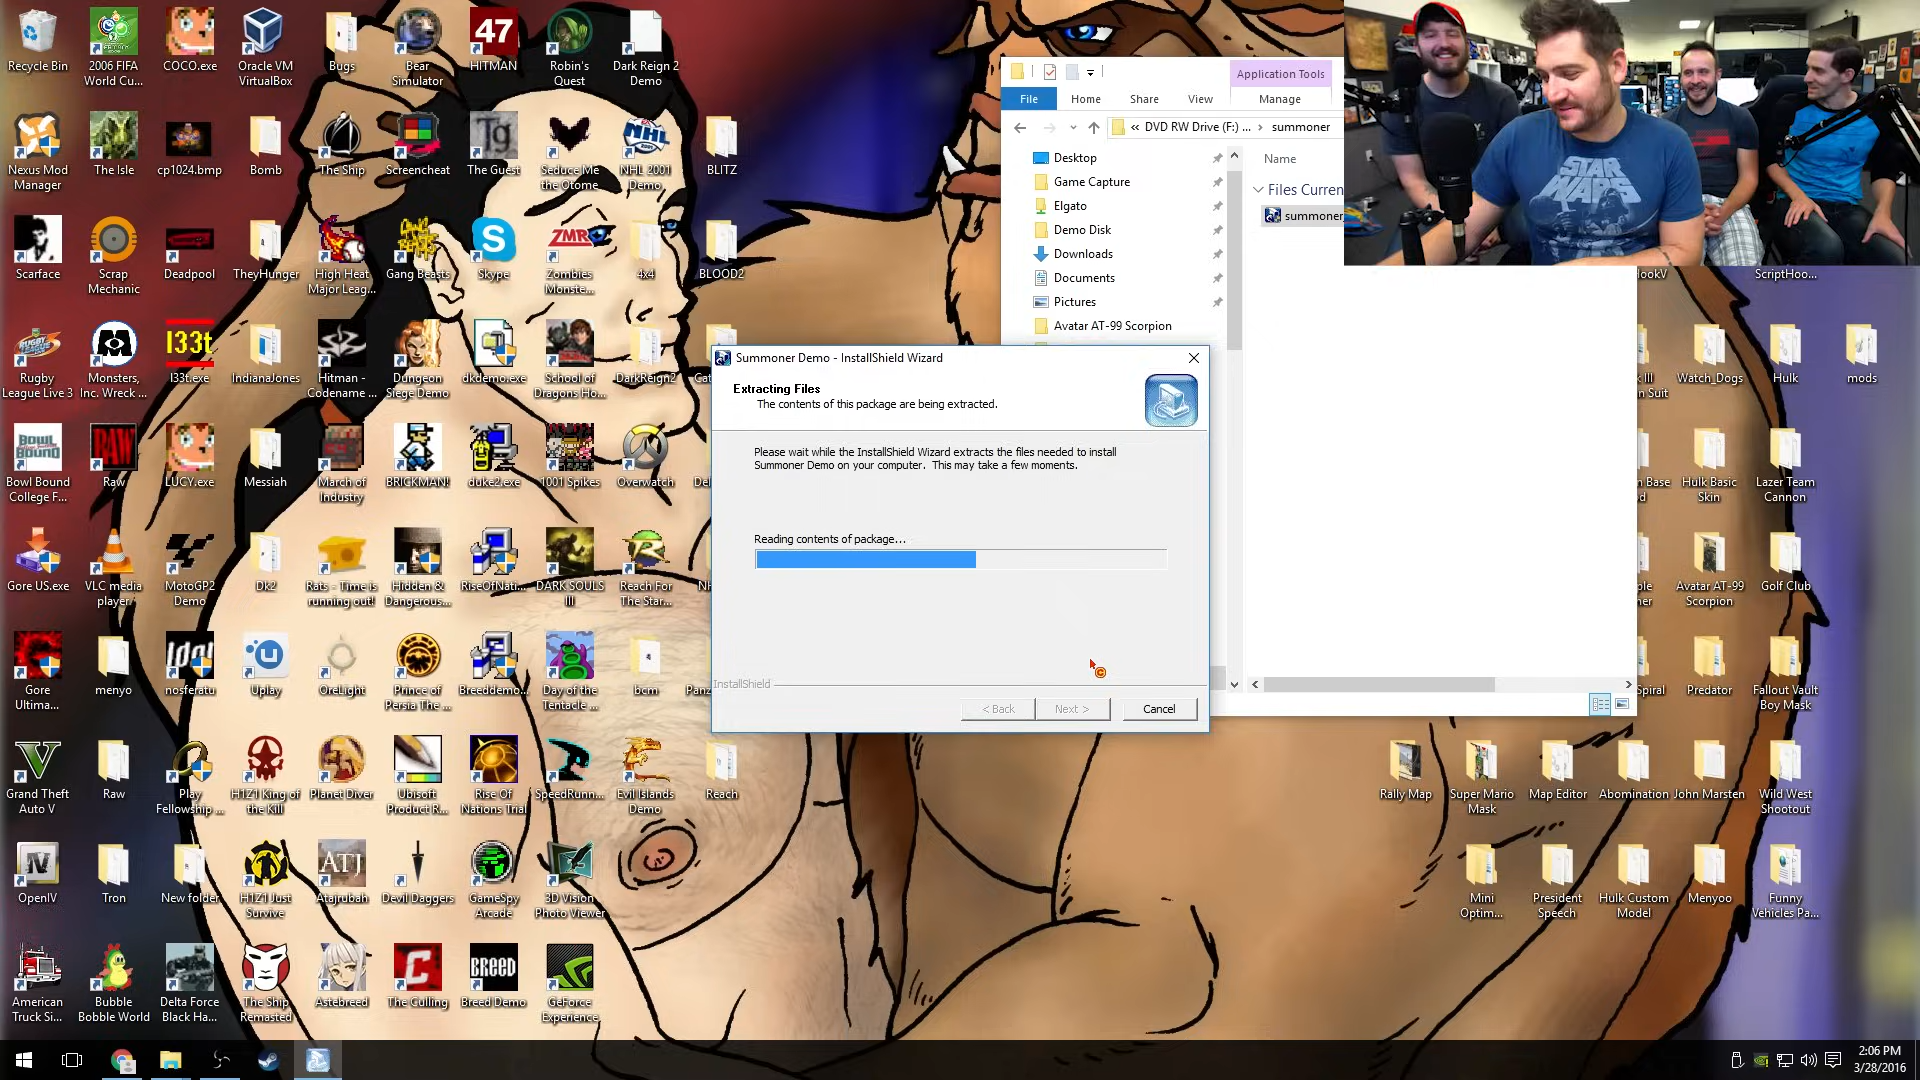 Recycle Bin
2006 FIFA
World Cu...
COCO.exe
Oracle VM
VirtualBox
Bugs
Bear
Simulator
47
HITMAN
Robin's
Quest
Dark Reign 2
Demo
Nexus Mod
Manager
The Isle
cp1024.bmp
Bomb
The Ship
Screencheat
Tg
The Guest
Seduce Me
the Otome
NHL
NHL 2001
Demo
BLITZ
Scarface
Scrap
Mechanic
Deadpool
TheyHunger
High Heat
Major Leag...
GANG BEASTS
Gang Beasts
Skype
ZMR
Zombies
Monste...
4x4
BLOOD2
Rugby
League Live 3
Monsters,
Inc. Wreck ...
l33t
l33t.exe
IndianaJones
Hitman -
Codename ...
Dungeon
Siege Demo
dkdemo.exe
School of
Dragons Ho...
DarkReign2
BOWL
BOUND
Bowl Bound
College F...
RAW
Raw
LUCY.exe
Messiah
March of
Industry
BRICKMAN!
duke2.exe
1001 Spikes
Overwatch
Gore US.exe
VLC media
player
MotoGP2
Demo
Dk2
Rats - Time is
running out!
Hidden &
Dangerous...
RiseOfNati...
DARK SOULS
III
Reach For
The Star...
Gore
Ultima...
menyo
Idol
nosferatu
Uplay
OreLight
Prince of
Persia The ...
Breeddemo...
Day of the
Tentacle ...
bcm
Grand Theft
Auto V
Raw
Play
Fellowship ...
H1Z1 King of
the Kill
Planet Diver
Ubisoft
Product R...
Rise Of
Nations Trial
SpeedRunn...
Evil Islands
Demo
Reach
OpenIV
Tron
New folder
H1Z1 Just
Survive
ATJ
Atajrubah
Devil Daggers
GameSpy
Arcade
3D Vision
Photo Viewer
American
Truck Si...
Bubble
Bobble World
Delta Force
Black Ha...
The Ship
Remasted
Astebreed
The Culling
BREED
Breed Demo
GeForce
Experience
Application Tools
File
Home
Share
View
Manage
« DVD RW Drive (F:) ... › summoner
Desktop
Game Capture
Elgato
Demo Disk
Downloads
Documents
Pictures
Avatar AT-99 Scorpion
Name
Files Curren
summoner
STAR
WARS
Summoner Demo - InstallShield Wizard
Extracting Files
The contents of this package are being extracted.
Please wait while the InstallShield Wizard extracts the files needed to install
Summoner Demo on your computer. This may take a few moments.
Reading contents of package...
InstallShield
< Back
Next >
Cancel
ScriptHoo...
Watch_Dogs
Hulk
mods
Hulk Basic
Skin
Lazer Team
Cannon
Avatar AT-99
Scorpion
Golf Club
Predator
Fallout Vault
Boy Mask
Rally Map
Super Mario
Mask
Map Editor
Abomination
John Marsten
Wild West
Shootout
Mini
Optim...
President
Speech
Hulk Custom
Model
Menyoo
Funny
Vehicles Pa...
2:06 PM
3/28/2016